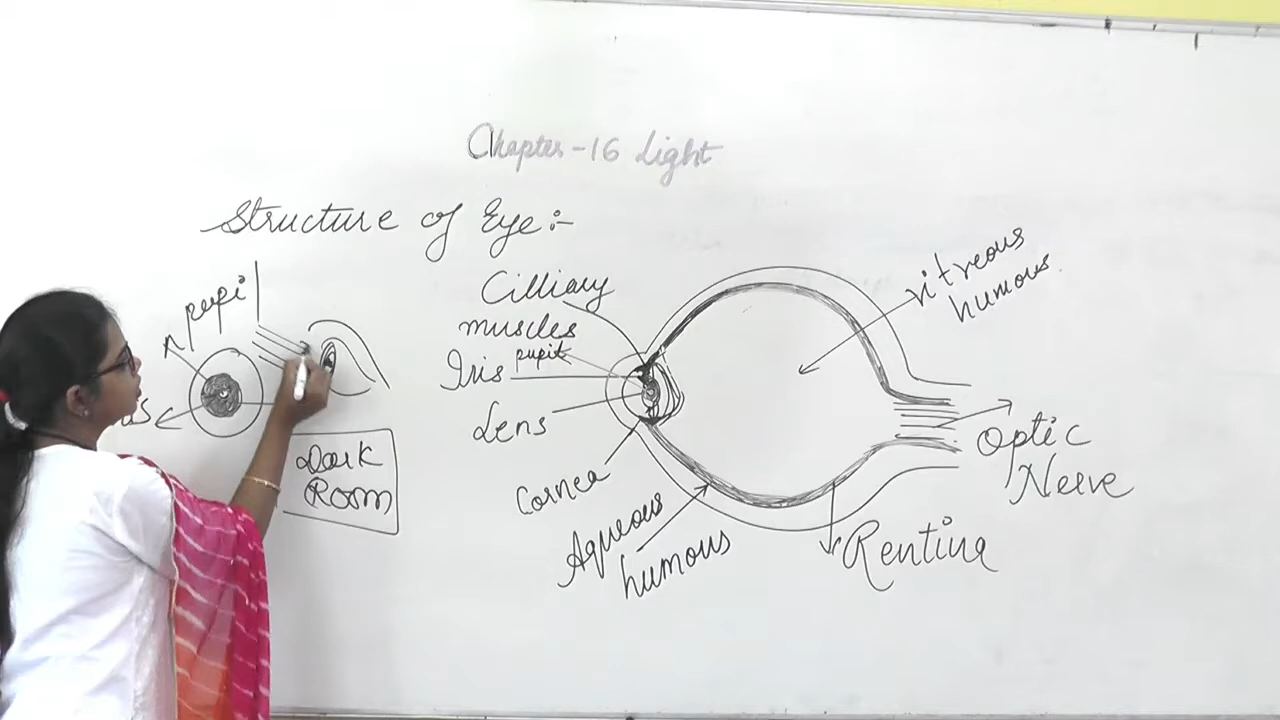 Chapter-16 Light
Structure of Eye:-
pupi
Dark
Room
Cilliary
muscles
Iris
pupil
Lens
Cornea
Aqueous
humous
vitreous
humous
Optic
Nerve
Rentina